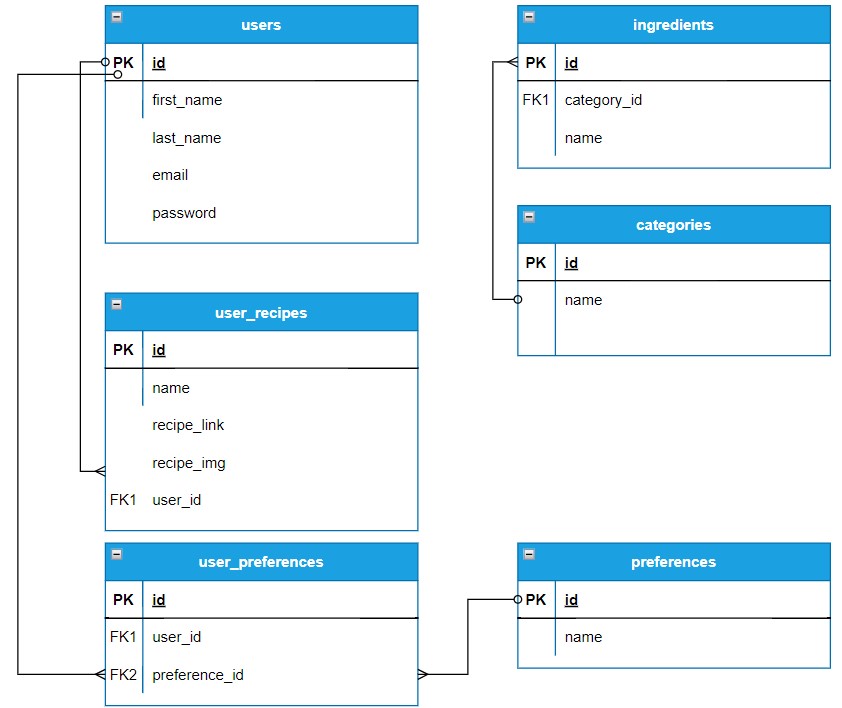 users
PK id
first_name
last_name
email
password
ingredients
PK id
FK1 category_id
name
categories
PK id
name
user_recipes
PK id
name
recipe_link
recipe_img
FK1 user_id
user_preferences
PK id
FK1 user_id
FK2 preference_id
preferences
PK id
name